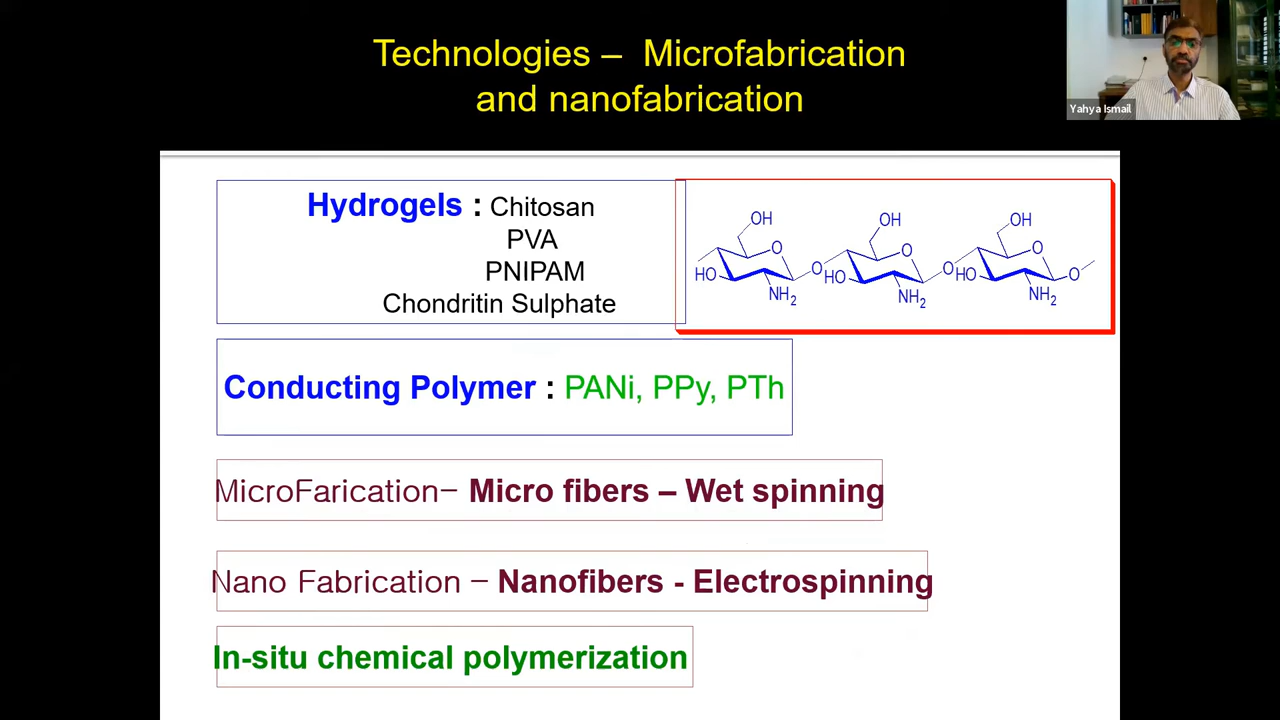 Technologies – Microfabrication
and nanofabrication
Yahya Ismail
Hydrogels : Chitosan
PVA
PNIPAM
Chondritin Sulphate
OH OH OH
O O O
HO O HO O HO O
NH2 NH2 NH2
Conducting Polymer : PANi, PPy, PTh
MicroFarication– Micro fibers – Wet spinning
Nano Fabrication – Nanofibers - Electrospinning
In-situ chemical polymerization